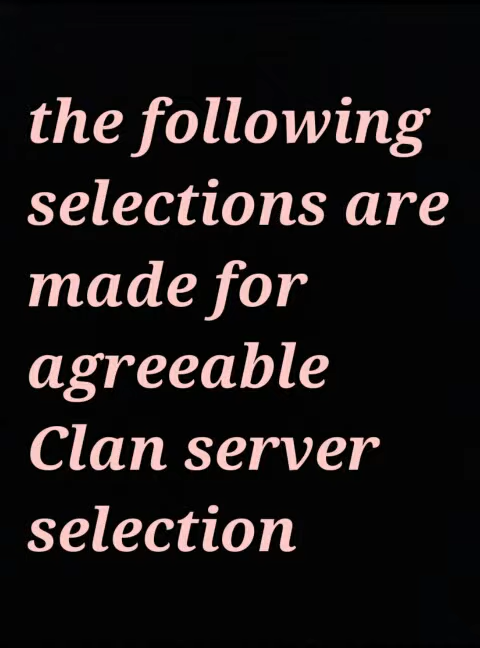 the following
selections are
made for
agreeable
Clan server
selection